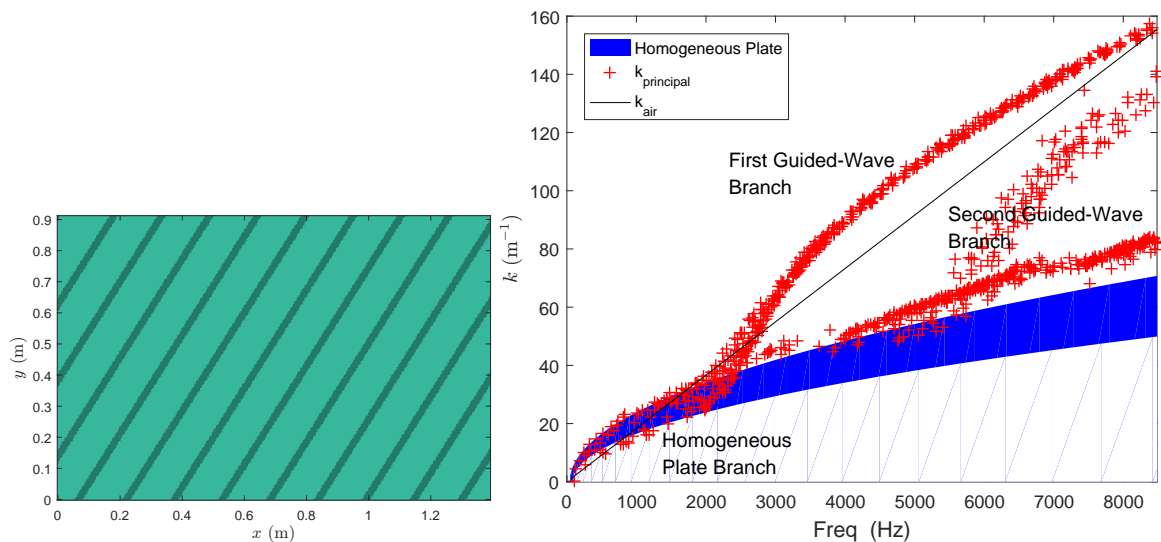 0.9
0.8
0.7
0.6
0.5
0.4
0.3
0.2
0.1
0
y (m)
0 0.2 0.4 0.6 0.8 1 1.2
x (m)
160
140
120
100
80
60
40
20
0
k (m⁻¹)
Homogeneous Plate
k_principal
k_air
First Guided-Wave
Branch
Second Guided-Wave
Branch
Homogeneous
Plate Branch
0 1000 2000 3000 4000 5000 6000 7000 8000
Freq (Hz)